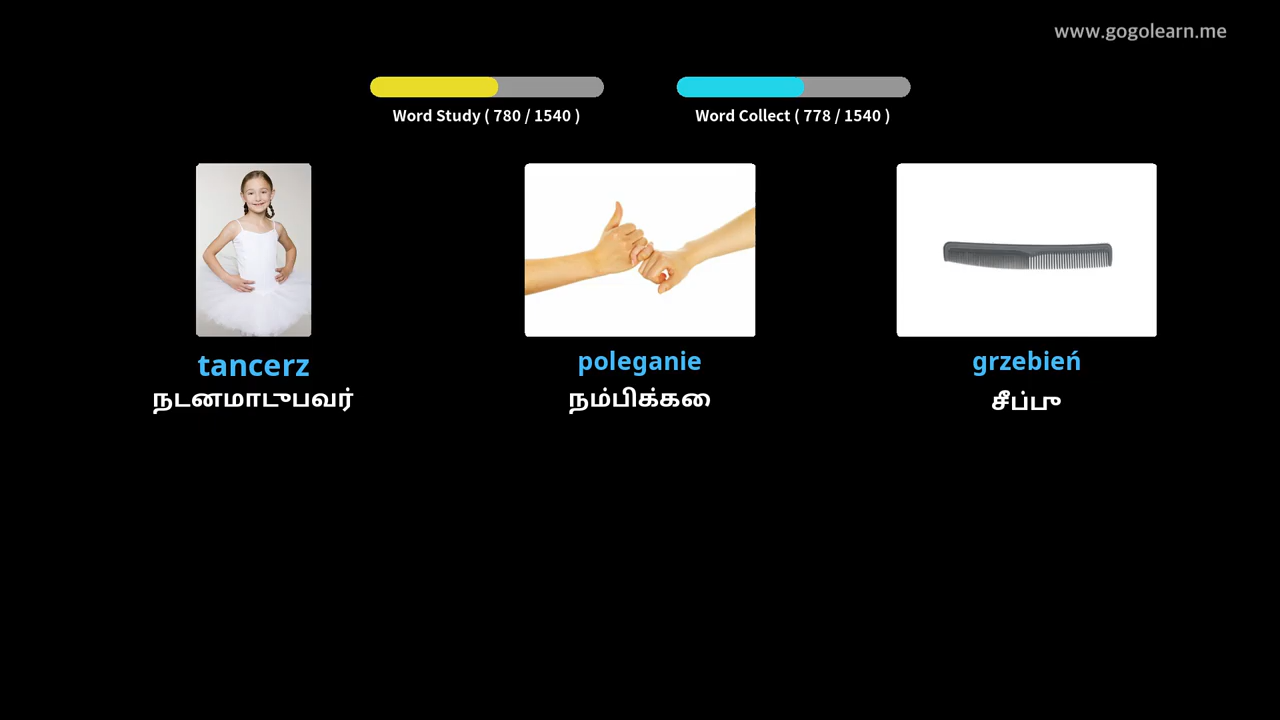 www.gogolearn.me
Word Study ( 780 / 1540 )
Word Collect ( 778 / 1540 )
tancerz
நடனமாடுபவர்
poleganie
நம்பிக்கை
grzebień
சீப்பு